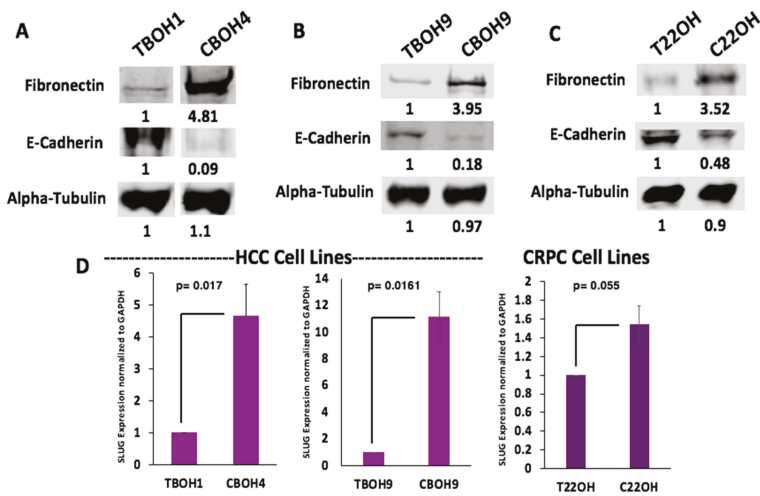 A
TBOH1 CBOH4
Fibronectin
1 4.81
E-Cadherin
1 0.09
Alpha-Tubulin
1 1.1
B
TBOH9 CBOH9
Fibronectin
1 3.95
E-Cadherin
1 0.18
Alpha-Tubulin
1 0.97
C
T22OH C22OH
Fibronectin
1 3.52
E-Cadherin
1 0.48
Alpha-Tubulin
1 0.9
D
HCC Cell Lines
CRPC Cell Lines
SLUG Expression normalized to GAPDH
6
5
4
3
2
1
0
p= 0.017
TBOH1 CBOH4
SLUG Expression normalized to GAPDH
14
12
10
8
6
4
2
0
p= 0.0161
TBOH9 CBOH9
SLUG Expression normalized to GAPDH
2
1.8
1.6
1.4
1.2
1
0.8
0.6
0.4
0.2
0
p= 0.055
T22OH C22OH